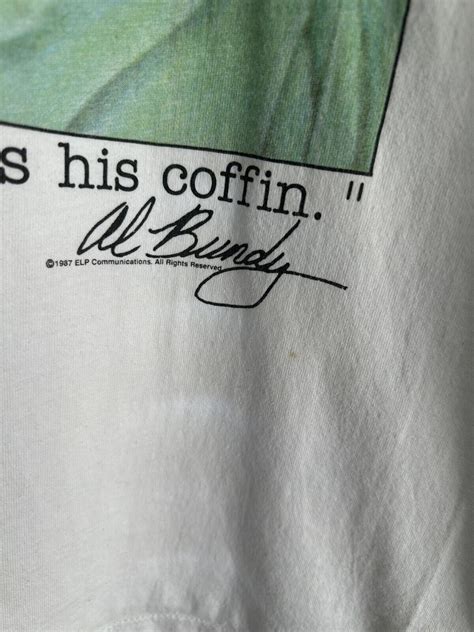 s his coffin. "
Al Bundy
©1987 ELP Communications. All Rights Reserved